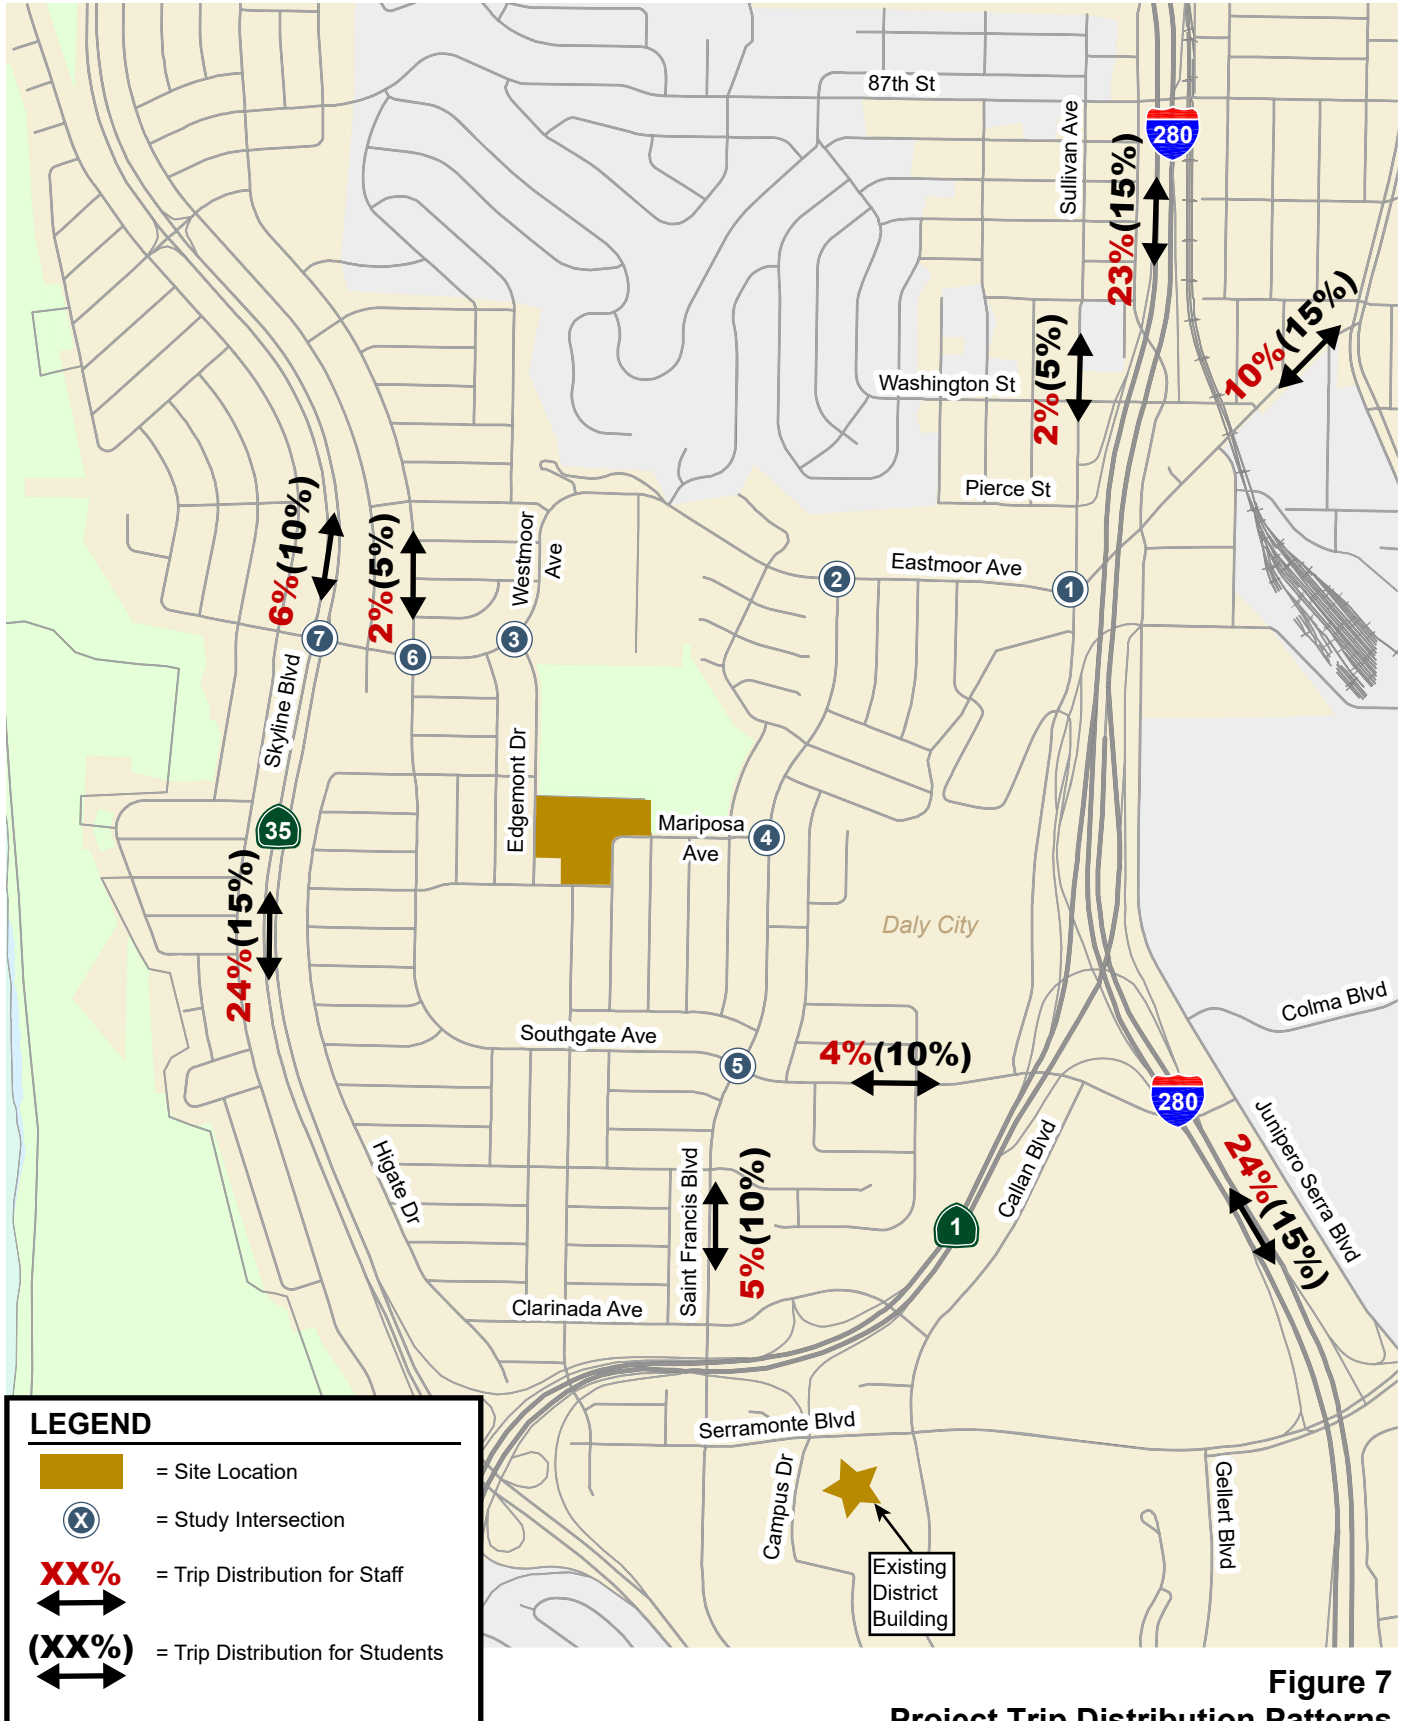 87th St
Sullivan Ave
280
23%(15%)
10%(15%)
2%(5%)
Washington St
Pierce St
6%(10%)
2%(5%)
Westmoor
Ave
Eastmoor Ave
2
1
7
6
3
Skyline Blvd
Edgemont Dr
35
Mariposa
Ave
4
24%(15%)
Daly City
Colma Blvd
Southgate Ave
5
4%(10%)
280
Junipero Serra Blvd
24%(15%)
Higate Dr
Saint Francis Blvd
5%(10%)
Callan Blvd
1
Clarinada Ave
Serramonte Blvd
Campus Dr
Gellert Blvd
Existing
District
Building
LEGEND
= Site Location
X
= Study Intersection
XX%
= Trip Distribution for Staff
(XX%)
= Trip Distribution for Students
Figure 7
Project Trip Distribution Patterns